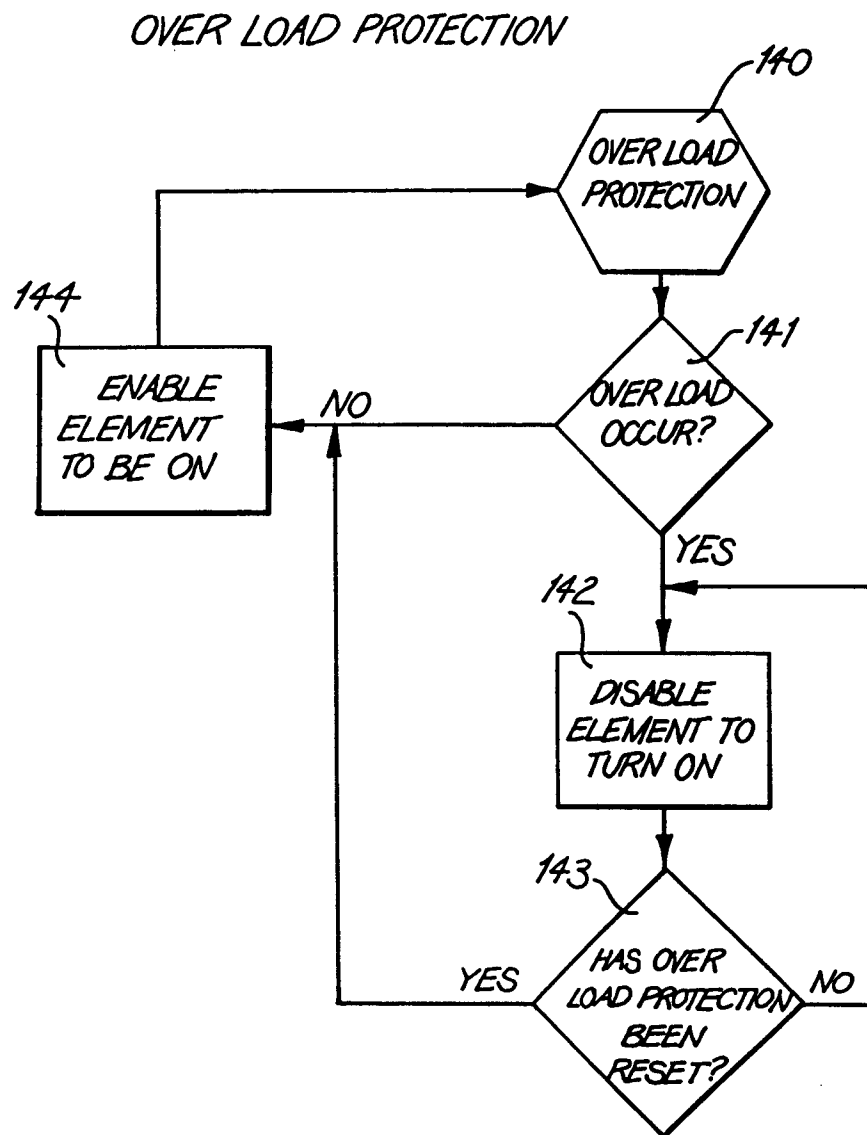 OVER LOAD PROTECTION
140
OVER LOAD
PROTECTION
144
141
ENABLE
ELEMENT
TO BE ON
NO
OVER LOAD
OCCUR?
YES
142
DISABLE
ELEMENT TO
TURN ON
143
YES
HAS OVER
LOAD PROTECTION
BEEN
RESET?
NO